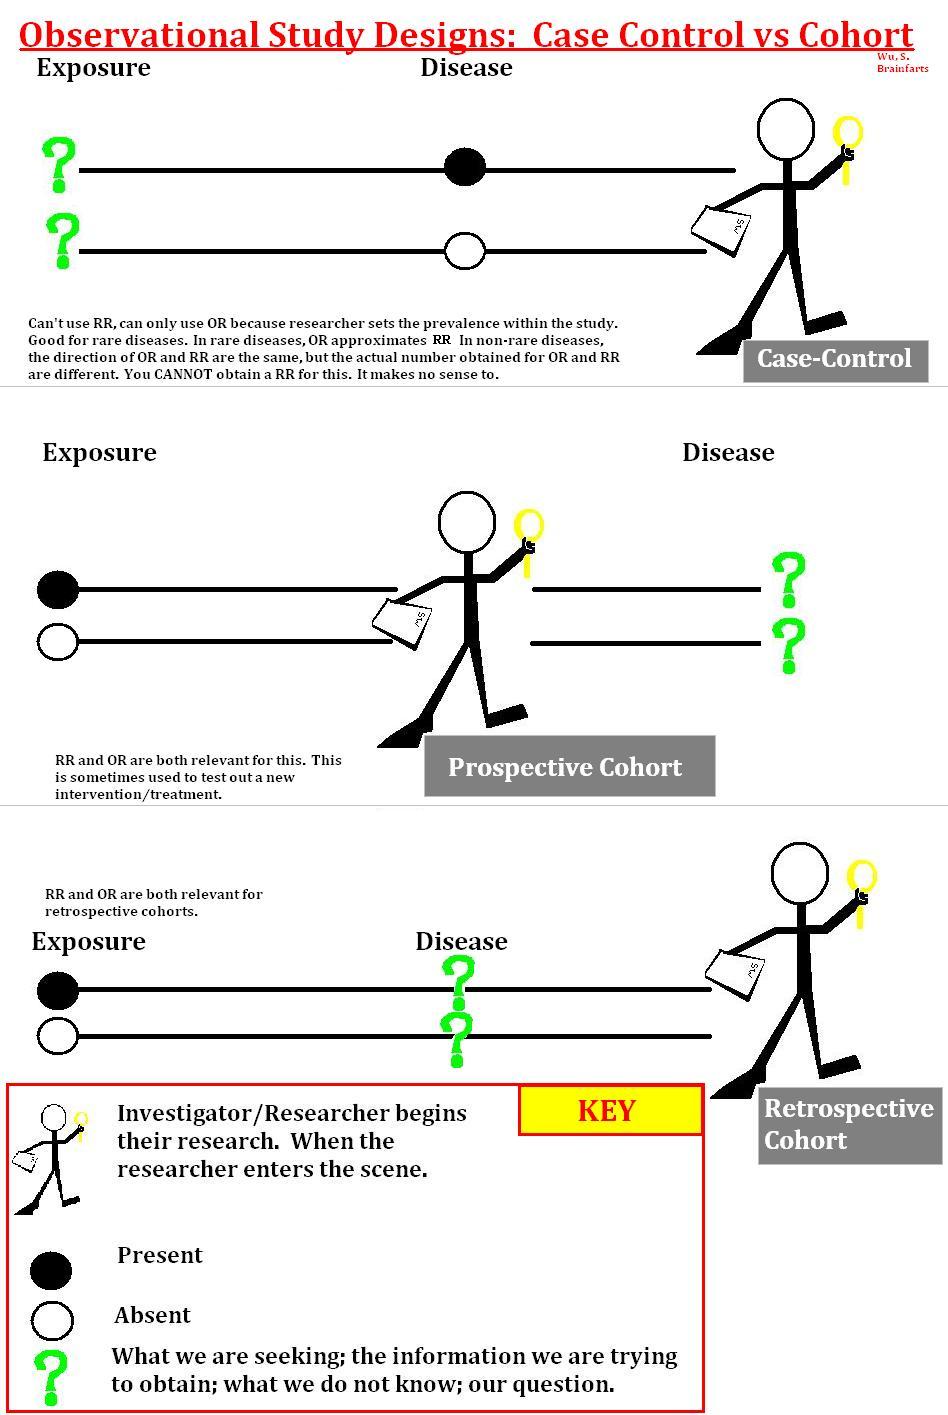 Observational Study Designs:  Case Control vs Cohort
Wu, S.
Brainfarts
Exposure
Disease
Can't use RR, can only use OR because researcher sets the prevalence within the study.
Good for rare diseases.  In rare diseases, OR approximates  RR  In non-rare diseases,
the direction of OR and RR are the same, but the actual number obtained for OR and RR
are different.  You CANNOT obtain a RR for this.  It makes no sense to.
Case-Control
Exposure
Disease
RR and OR are both relevant for this.  This
is sometimes used to test out a new
intervention/treatment.
Prospective Cohort
RR and OR are both relevant for
retrospective cohorts.
Exposure
Disease
Retrospective
Cohort
KEY
Investigator/Researcher begins
their research.  When the
researcher enters the scene.
Present
Absent
What we are seeking; the information we are trying
to obtain; what we do not know; our question.